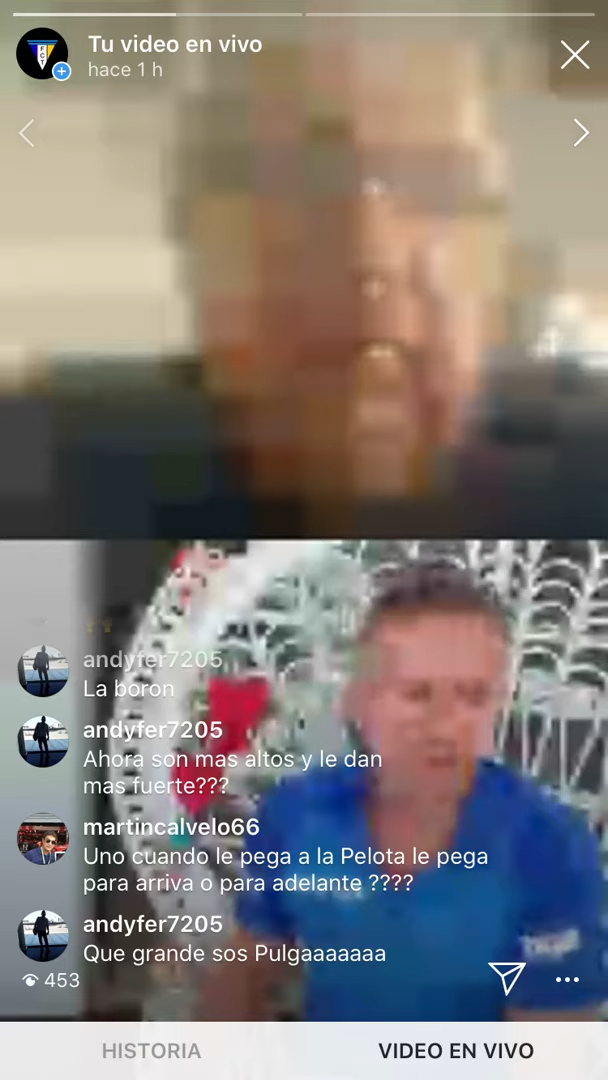 Tu video en vivo
hace 1 h
andyfer7205
La boron
andyfer7205
Ahora son mas altos y le dan
mas fuerte???
martincalvelo66
Uno cuando le pega a la Pelota le pega
para arriva o para adelante ????
andyfer7205
Que grande sos Pulgaaaaaaa
453
HISTORIA
VIDEO EN VIVO